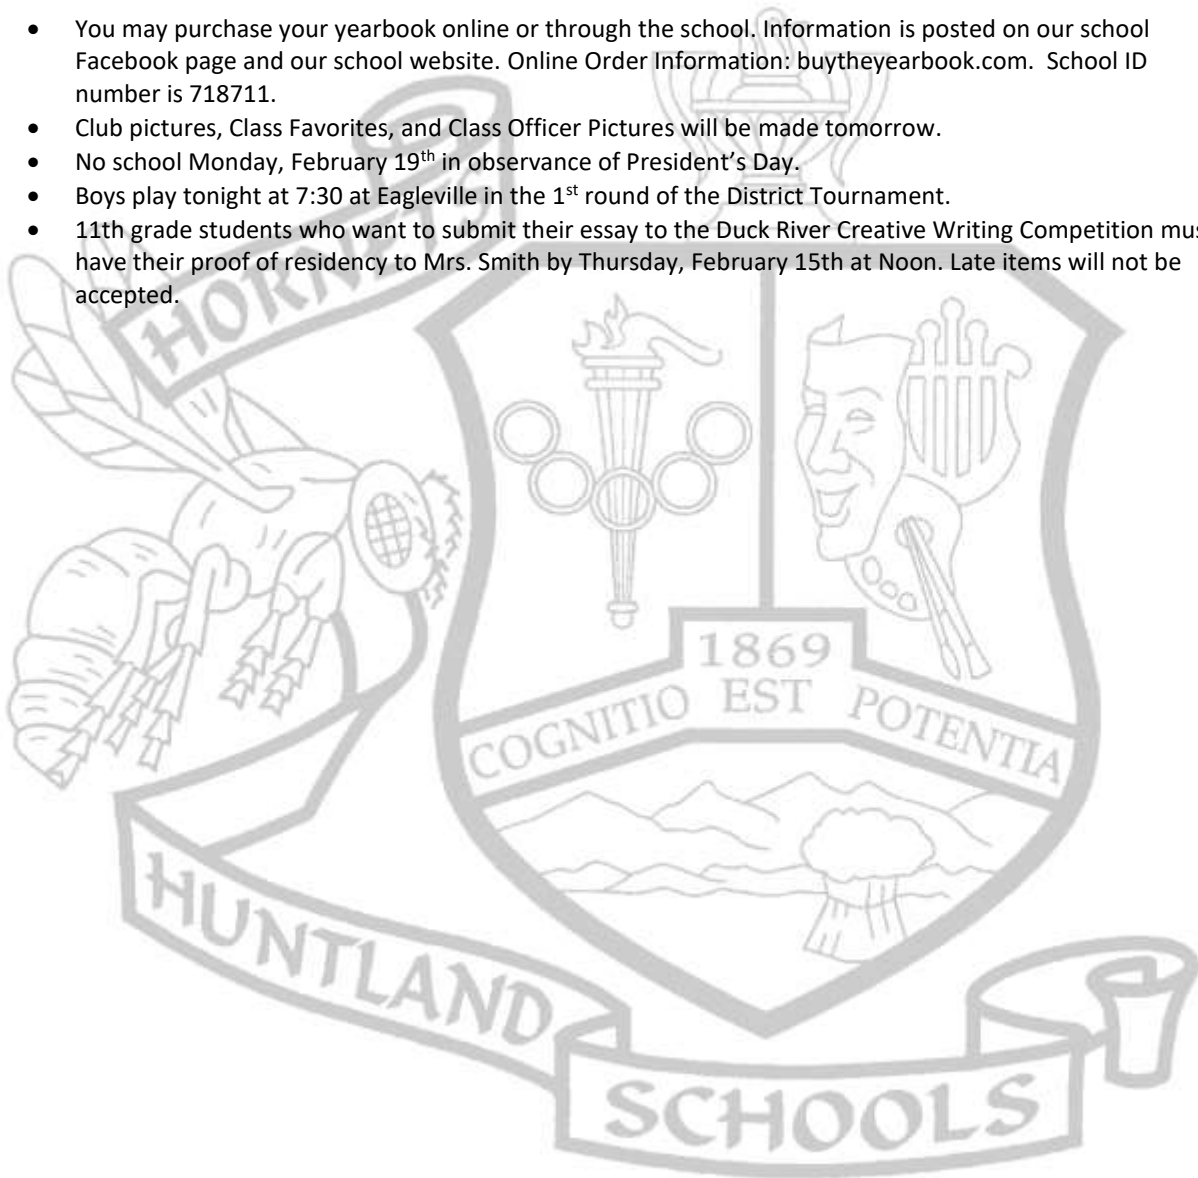 • You may purchase your yearbook online or through the school. Information is posted on our school
Facebook page and our school website. Online Order Information: buytheyearbook.com.  School ID
number is 718711.
• Club pictures, Class Favorites, and Class Officer Pictures will be made tomorrow.
• No school Monday, February 19th in observance of President's Day.
• Boys play tonight at 7:30 at Eagleville in the 1st round of the District Tournament.
• 11th grade students who want to submit their essay to the Duck River Creative Writing Competition mus
have their proof of residency to Mrs. Smith by Thursday, February 15th at Noon. Late items will not be
accepted.
HORNETS
1869
COGNITIO EST POTENTIA
HUNTLAND
SCHOOLS